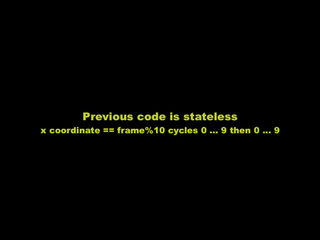 Previous code is stateless
x coordinate == frame%10 cycles 0 ... 9 then 0 ... 9